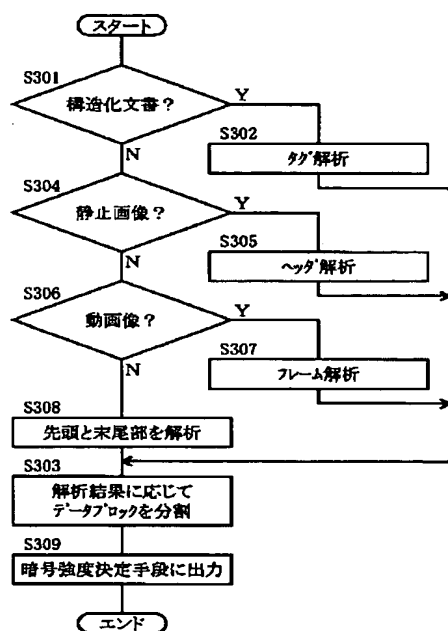 スタート
S301
構造化文書?
Y
N
S302
タグ解析
S304
静止画像?
Y
N
S305
ヘッダ解析
S306
動画像?
Y
N
S307
フレーム解析
S308
先頭と末尾部を解析
S303
解析結果に応じて
データブロックを分割
S309
暗号強度決定手段に出力
エンド